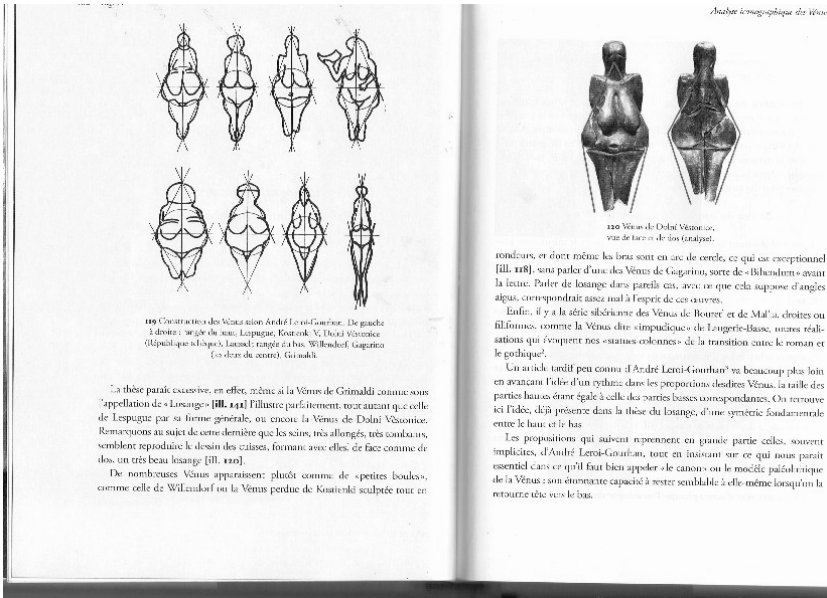 119 Construction des Vénus selon André Leroi-Gourhan. De gauche
à droite : rangée du haut, Lespugue, Kostienki V, Dolní Věstonice
(République tchèque), Laussel ; rangée du bas, Willendorf, Gagarino
(les deux du centre), Grimaldi.
La thèse paraît excessive, en effet, même si la Vénus de Grimaldi connue sous
l'appellation de « Losange » [ill. 141] l'illustre parfaitement, tout autant que celle
de Lespugue par sa forme générale, ou encore la Vénus de Dolní Věstonice.
Remarquons au sujet de cette dernière que les seins, très allongés, très tombants,
semblent reproduire le dessin des cuisses, formant avec elles, de face comme de
dos, un très beau losange [ill. 120].
De nombreuses Vénus apparaissent plutôt comme de « petites boules »,
comme celle de Willendorf ou la Vénus perdue de Kostienki sculptée tout en
Analyse iconographique des Vénus
120 Vénus de Dolní Věstonice,
vue de face et de dos (analyse).
rondeurs, et dont même les bras sont en arc de cercle, ce qui est exceptionnel
[ill. 118], sans parler d'une des Vénus de Gagarino, sorte de « Bibendum » avant
la lettre. Parler de losange dans pareils cas, avec ce que cela suppose d'angles
aigus, correspondrait assez mal à l'esprit de ces œuvres.
Enfin, il y a la série sibérienne des Vénus de Bouret' et de Mal'ta, droites ou
filiformes, comme la Vénus dite « impudique » de Laugerie-Basse, toutes réali-
sations qui évoquent nos « statues-colonnes » de la transition entre le roman et
le gothique.
Un article tardif peu connu d'André Leroi-Gourhan va beaucoup plus loin
en avançant l'idée d'un rythme dans les proportions desdites Vénus, la taille des
parties hautes étant égale à celle des parties basses correspondantes. On retrouve
ici l'idée, déjà présente dans la thèse du losange, d'une symétrie fondamentale
entre le haut et le bas.
Les propositions qui suivent reprennent en grande partie celles, souvent
implicites, d'André Leroi-Gourhan, tout en insistant sur ce qui nous paraît
essentiel dans ce qu'il faut bien appeler « le canon » ou le modèle paléolithique
de la Vénus : son étonnante capacité à rester semblable à elle-même lorsqu'on la
retourne tête vers le bas.